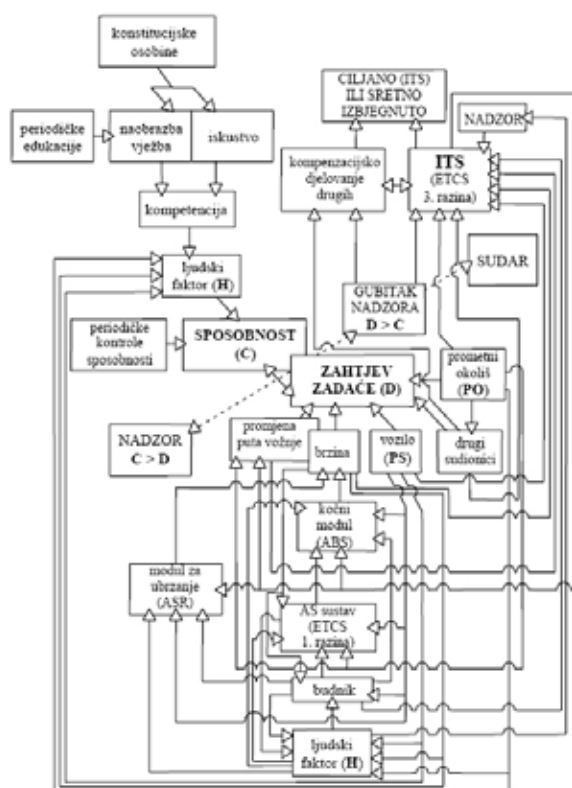 konstitucijske
osobine
periodičke
edukacije
naobrazba
vježba
iskustvo
kompetencija
ljudski
faktor (H)
periodičke
kontrole
sposobnosti
SPOSOBNOST
(C)
CILJANO (ITS)
ILI SRETNO
IZBJEGNUTO
NADZOR
kompenzacijsko
djelovanje
drugih
ITS
(ETCS
3. razina)
SUDAR
GUBITAK
NADZORA
D > C
ZAHTJEV
ZADAĆE (D)
prometni
okoliš
(PO)
NADZOR
C > D
promjena
puta vožnje
brzina
vozilo
(PS)
drugi
sudionici
kočni
modul
(ABS)
modul za
ubrzanje
(ASR)
AS sustav
(ETCS
1. razina)
budnik
ljudski
faktor (H)